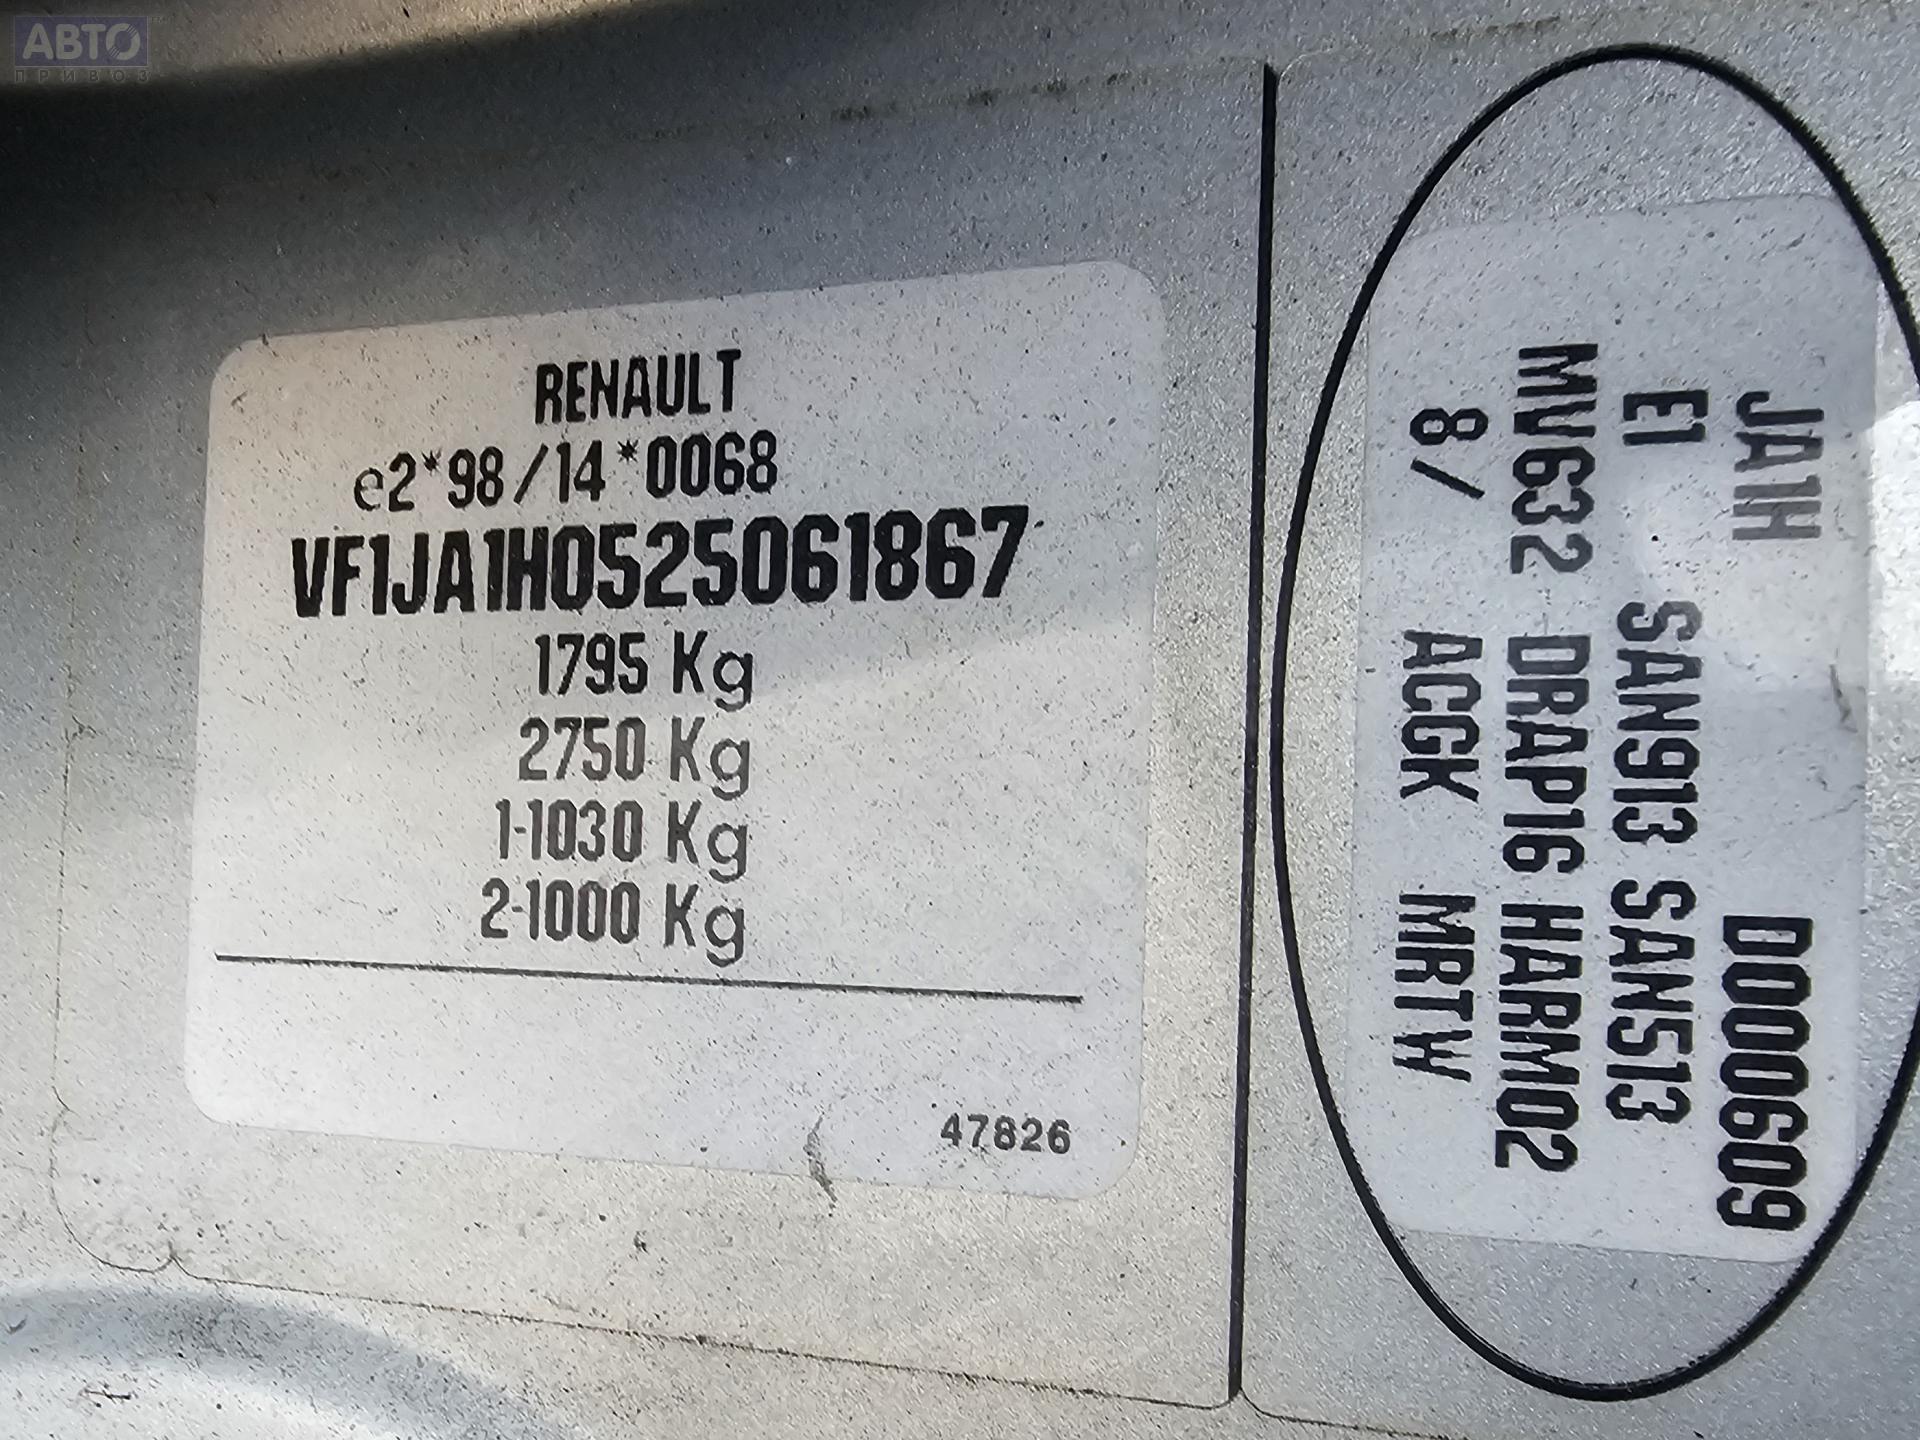 АВТО
ПРИВОЗ
RENAULT
e2*98/14*0068
VF1JA1H0525061867
1795 Kg
2750 Kg
1-1030 Kg
2-1000 Kg
47826
JA1H D000609
E1 SAN913 SAN513
MV632 DRAP16 HARM02
8/ ACGK MRTW